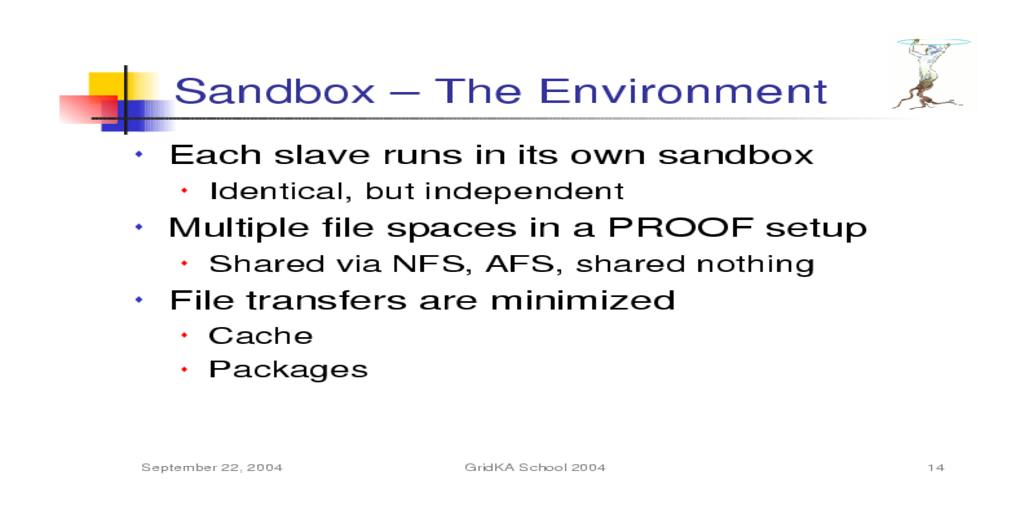 Sandbox – The Environment
Each slave runs in its own sandbox
Identical, but independent
Multiple file spaces in a PROOF setup
Shared via NFS, AFS, shared nothing
File transfers are minimized
Cache
Packages
September 22, 2004
GridKA School 2004
14